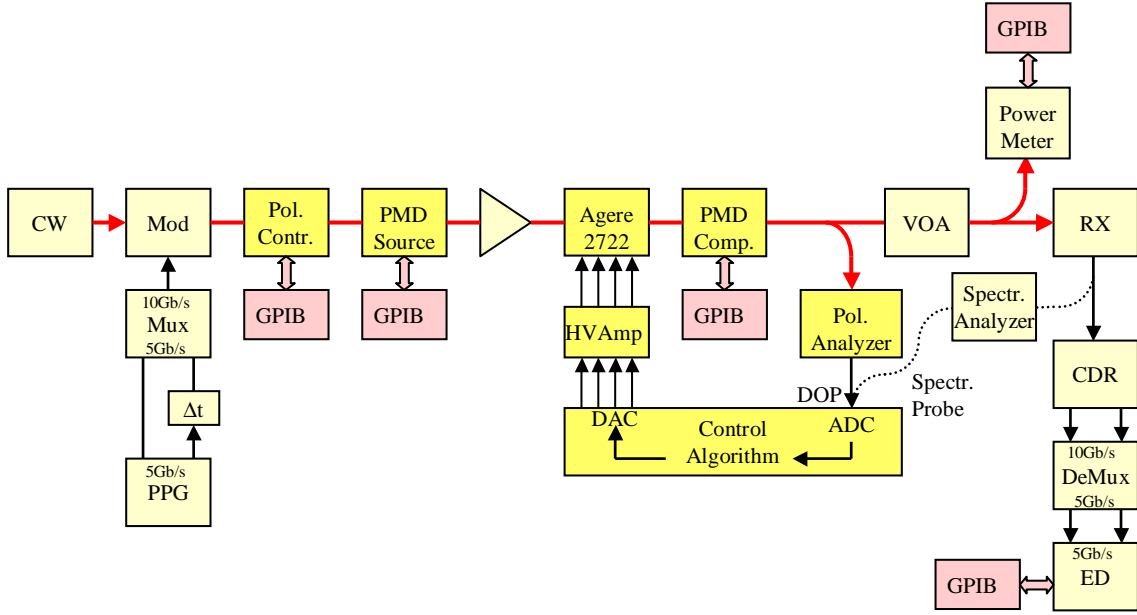 GPIB
Power
Meter
CW
Mod
Pol.
Contr.
PMD
Source
Agere
2722
PMD
Comp.
VOA
RX
10Gb/s
Mux
5Gb/s
GPIB
GPIB
HVAmp
GPIB
Pol.
Analyzer
Spectr.
Analyzer
Δt
DOP
Spectr.
Probe
CDR
DAC
Control
Algorithm
ADC
5Gb/s
PPG
10Gb/s
DeMux
5Gb/s
5Gb/s
ED
GPIB